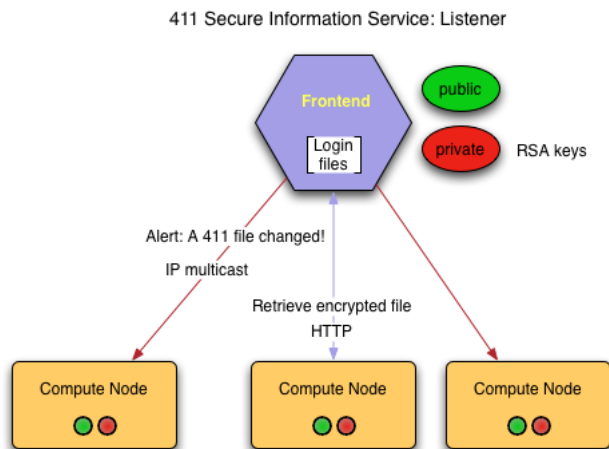 411 Secure Information Service: Listener
Frontend
public
Login
files
private
RSA keys
Alert: A 411 file changed!
IP multicast
Retrieve encrypted file
HTTP
Compute Node
Compute Node
Compute Node